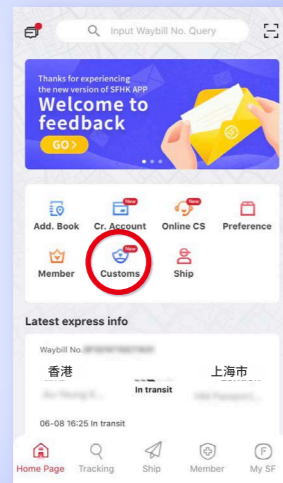 Input Waybill No. Query
Thanks for experiencing
the new version of SFHK APP
Welcome to
feedback
GO >
New
New
Add. Book Cr. Account Online CS Preference
New
Member Customs Ship
Latest express info
Waybill No.
香港 上海市
In transit
06-08 16:25 In transit
Home Page Tracking Ship Member My SF